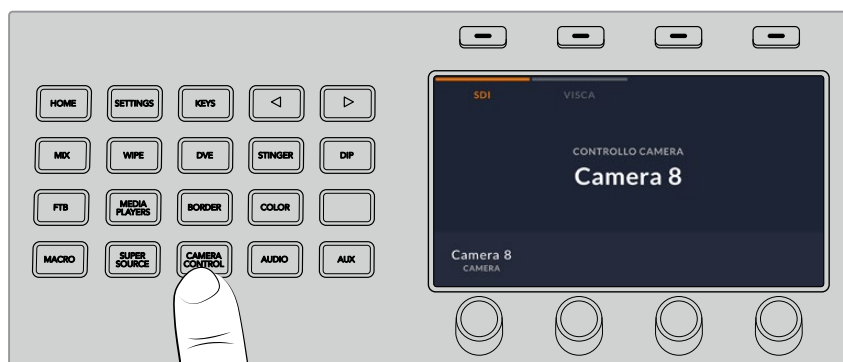 HOME SETTINGS KEYS
MIX WIPE DVE STINGER DIP
FTB MEDIA PLAYERS BORDER COLOR
MACRO SUPER SOURCE CAMERA CONTROL AUDIO AUX
SDI VISCA
CONTROLLO CAMERA
Camera 8
Camera 8
CAMERA